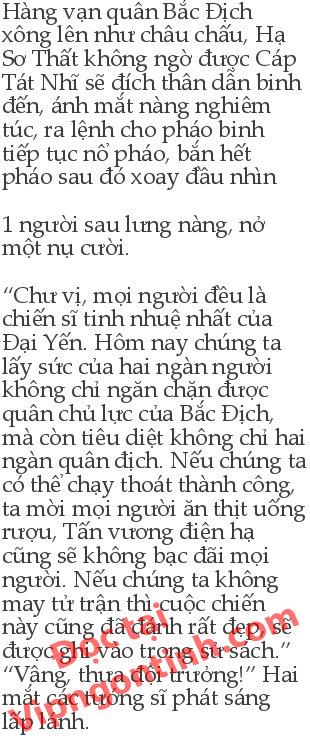 Hàng vạn quân Bắc Địch
xông lên như châu chấu, Hạ
Sơ Thất không ngờ được Cáp
Tát Nhĩ sẽ đích thân dẫn binh
đến, ánh mắt nàng nghiêm
túc, ra lệnh cho pháo binh
tiếp tục nổ pháo, bắn hết
pháo sau đó xoay đầu nhìn
1 người sau lưng nàng, nở
một nụ cười.
“Chư vị, mọi người đều là
chiến sĩ tinh nhuệ nhất của
Đại Yến. Hôm nay chúng ta
lấy sức của hai ngàn người
không chỉ ngăn chặn được
quân chủ lực của Bắc Địch,
mà còn tiêu diệt không chỉ hai
ngàn quân địch. Nếu chúng ta
có thể chạy thoát thành công,
ta mời mọi người ăn thịt uống
rượu, Tấn vương điện hạ
cũng sẽ không bạc đãi mọi
người. Nếu chúng ta không
may tử trận thì cuộc chiến
này cũng đã đánh rất đẹp, sẽ
được ghi vào trong sử sách.”
“Vâng, thưa đội trưởng!” Hai
mắt các tướng sĩ phát sáng
lấp lánh.
Đọc tại
Vipngontinh.com